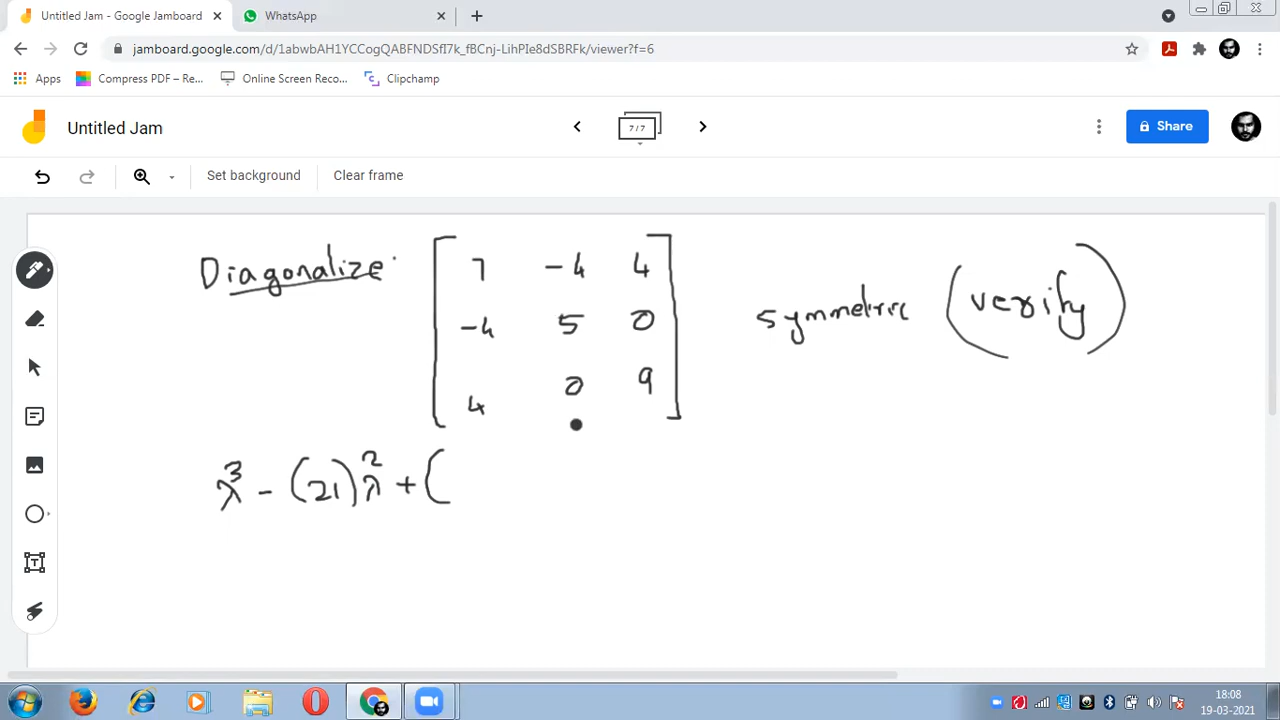 Untitled Jam - Google Jamboard
WhatsApp
jamboard.google.com/d/1abwbAH1YCCogQABFNDSfI7k_fBCnj-LihPIe8dSBRFk/viewer?f=6
Apps Compress PDF – Re... Online Screen Reco... Clipchamp
Untitled Jam
7 / 7
Share
Set background Clear frame
Diagonalize
7 -4 4
-4 5 0
4 0 9
symmetric (verify)
λ³ - (21)λ² + (
18:08
19-03-2021